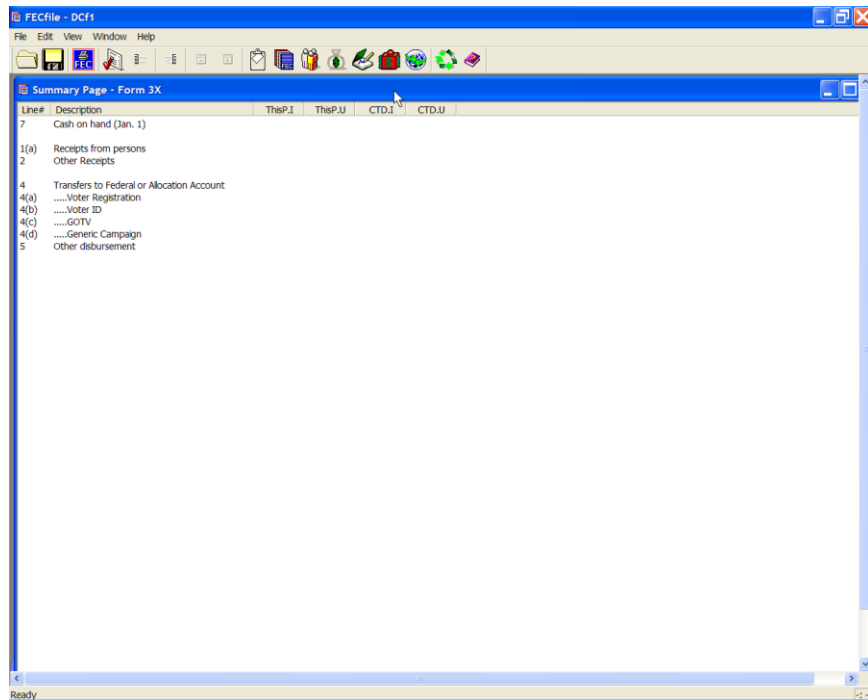 FECfile - DCf1
File Edit View Window Help
FEC
Summary Page - Form 3X
Line# Description ThisP.I ThisP.U CTD.I CTD.U
7 Cash on hand (Jan. 1)
1(a) Receipts from persons
2 Other Receipts
4 Transfers to Federal or Allocation Account
4(a) .....Voter Registration
4(b) .....Voter ID
4(c) .....GOTV
4(d) .....Generic Campaign
5 Other disbursement
Ready